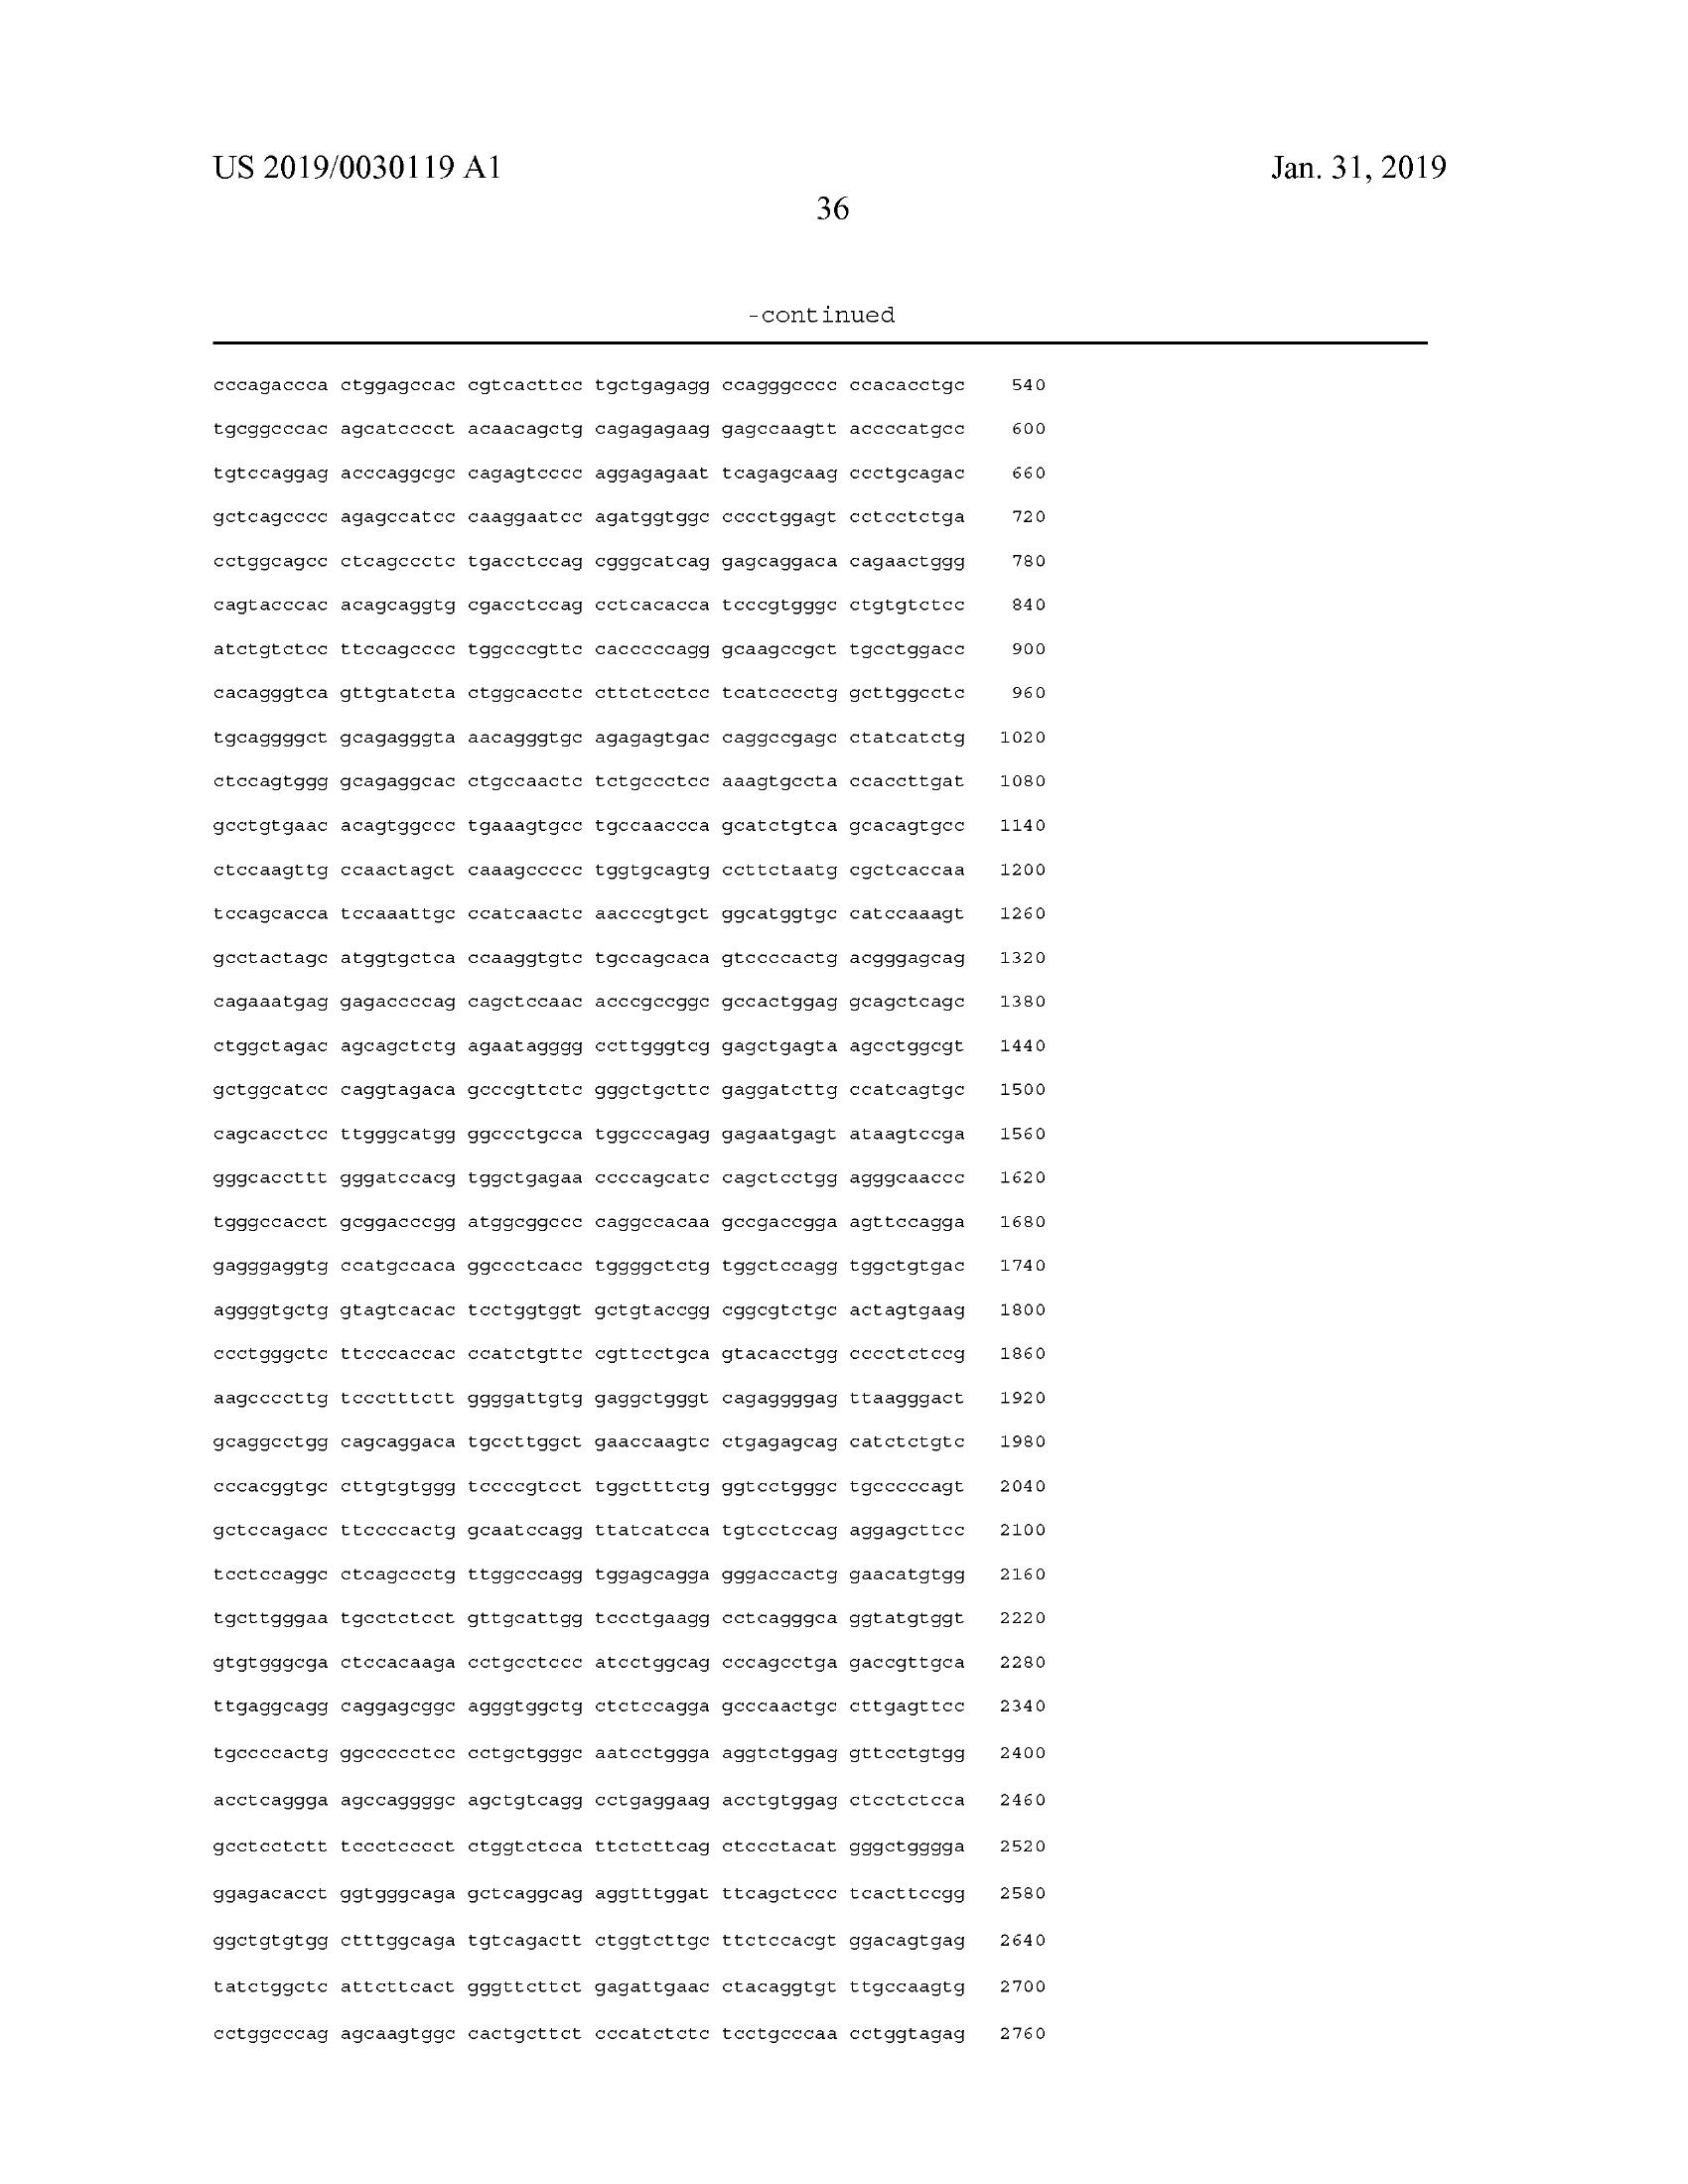 US 2019/0030119 A1
Jan. 31, 2019
36
-continued
cccagaccca ctggagccac cgtcacttcc tgctgagagg ccagggcccc ccacacctgc 540
tgcggcccac agcatcccct acaacagctg cagagagaag gagccaagtt accccatgcc 600
tgtccaggag acccaggcgc cagagtcccc aggagagaat tcagagcaag ccctgcagac 660
gctcagcccc agagccatcc caaggaatcc agatggtggc cccctggagt cctcctctga 720
cctggcagcc ctcagccctc tgacctccag cgggcatcag gagcaggaca cagaactggg 780
cagtacccac acagcaggtg cgacctccag cctcacacca tcccgtgggc ctgtgtctcc 840
atctgtctcc ttccagcccc tggcccgttc cacccccagg gcaagccgct tgcctggacc 900
cacagggtca gttgtatcta ctggcacctc cttctcctcc tcatcccctg gcttggcctc 960
tgcaggggct gcagagggta aacagggtgc agagagtgac caggccgagc ctatcatctg 1020
ctccagtggg gcagaggcac ctgccaactc tctgccctcc aaagtgccta ccaccttgat 1080
gcctgtgaac acagtggccc tgaaagtgcc tgccaaccca gcatctgtca gcacagtgcc 1140
ctccaagttg ccaactagct caaagccccc tggtgcagtg ccttctaatg cgctcaccaa 1200
tccagcacca tccaaattgc ccatcaactc aacccgtgct ggcatggtgc catccaaagt 1260
gcctactagc atggtgctca ccaaggtgtc tgccagcaca gtccccactg acgggagcag 1320
cagaaatgag gagaccccag cagctccaac acccgccggc gccactggag gcagctcagc 1380
ctggctagac agcagctctg agaatagggg ccttgggtcg gagctgagta agcctggcgt 1440
gctggcatcc caggtagaca gcccgttctc gggctgcttc gaggatcttg ccatcagtgc 1500
cagcacctcc ttgggcatgg ggccctgcca tggcccagag gagaatgagt ataagtccga 1560
gggcaccttt gggatccacg tggctgagaa ccccagcatc cagctcctgg agggcaaccc 1620
tgggccacct gcggacccgg atggcggccc caggccacaa gccgaccgga agttccagga 1680
gagggaggtg ccatgccaca ggccctcacc tggggctctg tggctccagg tggctgtgac 1740
aggggtgctg gtagtcacac tcctggtggt gctgtaccgg cggcgtctgc actagtgaag 1800
ccctgggctc ttcccaccac ccatctgttc cgttcctgca gtacacctgg cccctctccg 1860
aagccccttg tccctttctt ggggattgtg gaggctgggt cagaggggag ttaagggact 1920
gcaggcctgg cagcaggaca tgccttggct gaaccaagtc ctgagagcag catctctgtc 1980
cccacggtgc cttgtgtggg tccccgtcct tggctttctg ggtcctgggc tgcccccagt 2040
gctccagacc ttccccactg gcaatccagg ttatcatcca tgtcctccag aggagcttcc 2100
tcctccaggc ctcagccctg ttggcccagg tggagcagga gggaccactg gaacatgtgg 2160
tgcttgggaa tgcctctcct gttgcattgg tccctgaagg cctcagggca ggtatgtggt 2220
gtgtgggcga ctccacaaga cctgcctccc atcctggcag cccagcctga gaccgttgca 2280
ttgaggcagg caggagcggc agggtggctg ctctccagga gcccaactgc cttgagttcc 2340
tgccccactg ggccccctcc cctgctgggc aatcctggga aggtctggag gttcctgtgg 2400
acctcaggga agccaggggc agctgtcagg cctgaggaag acctgtggag ctcctctcca 2460
gcctcctctt tccctcccct ctggtctcca ttctcttcag ctccctacat gggctgggga 2520
ggagacacct ggtgggcaga gctcaggcag aggtttggat ttcagctccc tcacttccgg 2580
ggctgtgtgg ctttggcaga tgtcagactt ctggtcttgc ttctccacgt ggacagtgag 2640
tatctggctc attcttcact gggttcttct gagattgaac ctacaggtgt ttgccaagtg 2700
cctggcccag agcaagtggc cactgcttct cccatctctc tcctgcccaa cctggtagag 2760